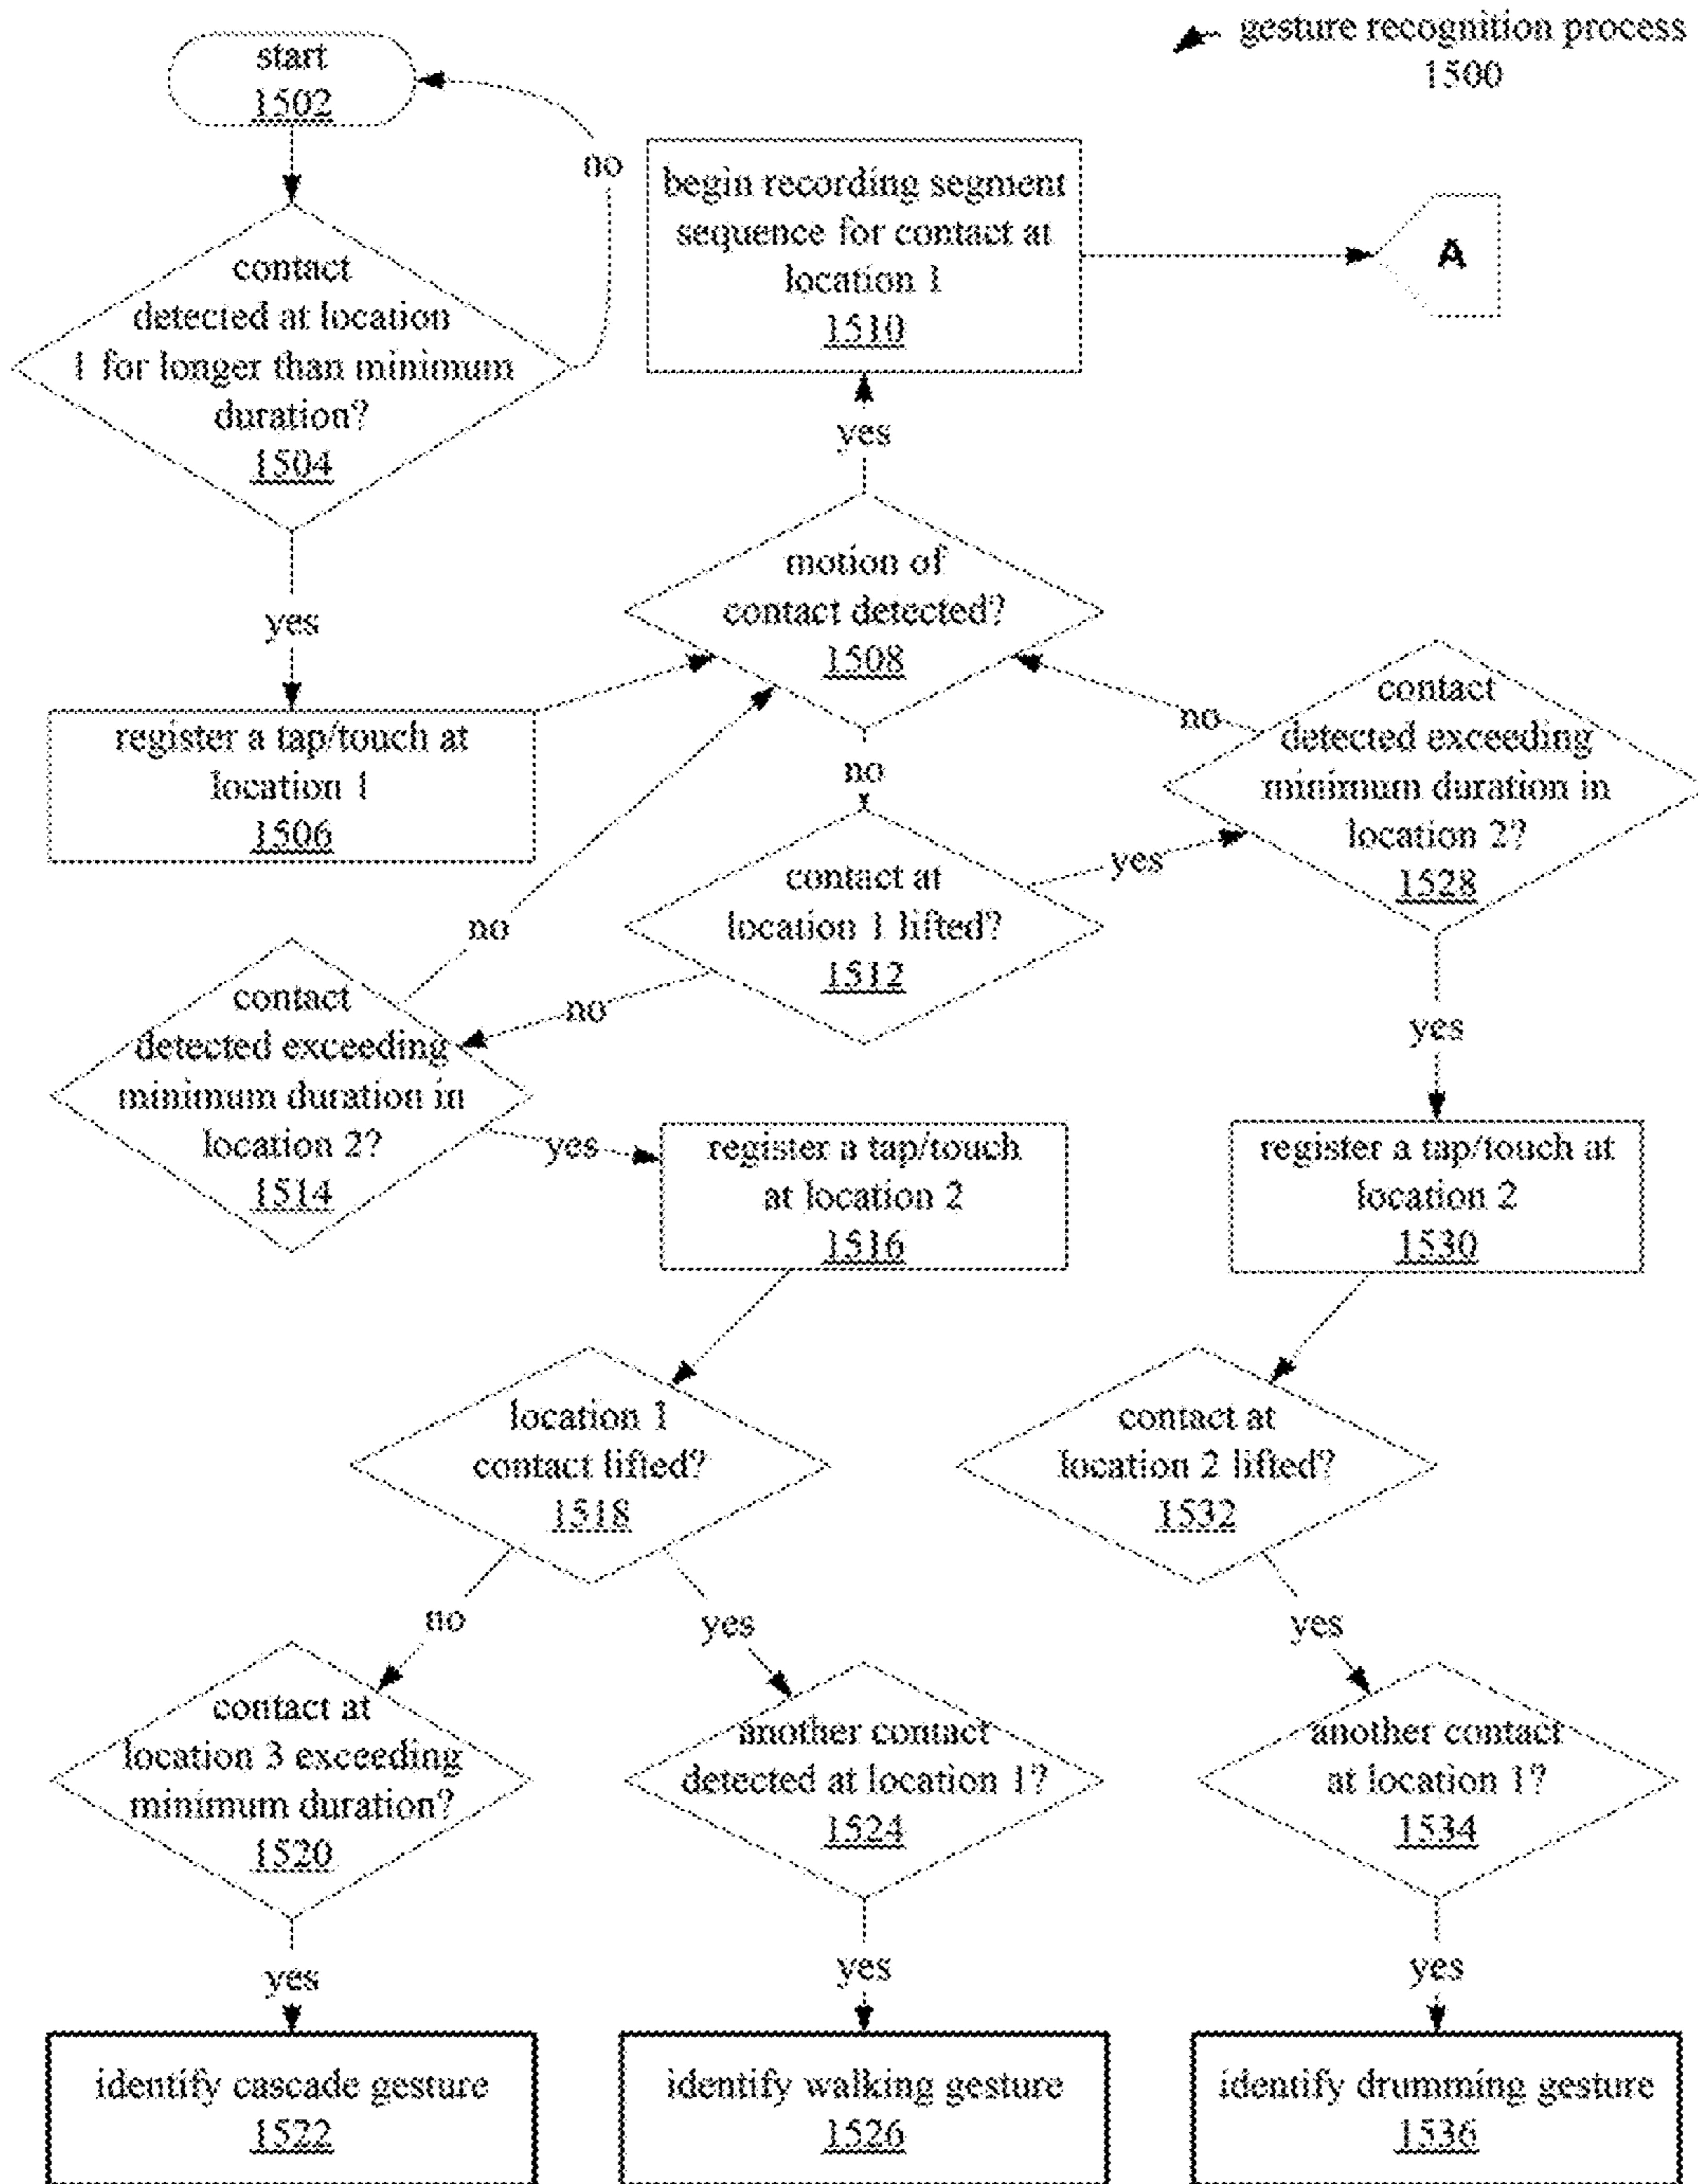 gesture recognition process
1500
start
1502
no
contact
detected at location
1 for longer than minimum
duration?
1504
begin recording segment
sequence for contact at
location 1
1510
A
yes
yes
motion of
contact detected?
1508
register a tap/touch at
location 1
1506
no
no
contact
detected exceeding
minimum duration in
location 2?
1528
contact at
location 1 lifted?
1512
yes
no
no
contact
detected exceeding
minimum duration in
location 2?
1514
yes
yes
register a tap/touch
at location 2
1516
register a tap/touch at
location 2
1530
location 1
contact lifted?
1518
contact at
location 2 lifted?
1532
no
yes
yes
contact at
location 3 exceeding
minimum duration?
1520
another contact
detected at location 1?
1524
another contact
at location 1?
1534
yes
yes
yes
identify cascade gesture
1522
identify walking gesture
1526
identify drumming gesture
1536